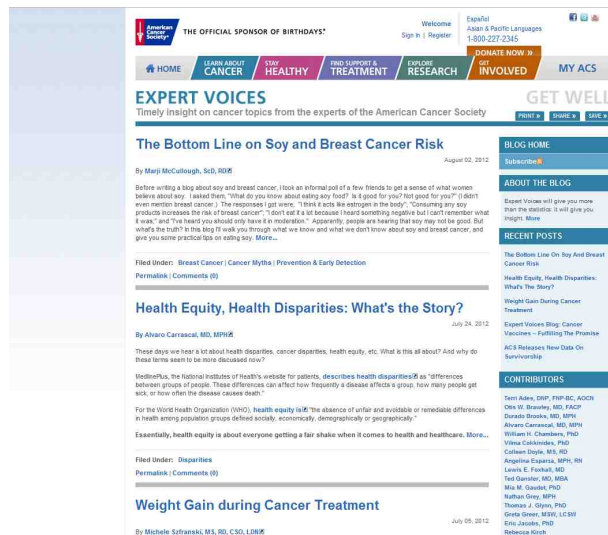 American Cancer Society®
THE OFFICIAL SPONSOR OF BIRTHDAYS.®
Welcome
Sign In | Register
Español
Asian & Pacific Languages
1-800-227-2345
DONATE NOW »
HOME
LEARN ABOUT CANCER
STAY HEALTHY
FIND SUPPORT & TREATMENT
EXPLORE RESEARCH
GET INVOLVED
MY ACS
EXPERT VOICES
Timely insight on cancer topics from the experts of the American Cancer Society
GET WELL
PRINT » SHARE » SAVE »
The Bottom Line on Soy and Breast Cancer Risk
August 02, 2012
By Marji McCullough, ScD, RD
Before writing a blog about soy and breast cancer, I took an informal poll of a few friends to get a sense of what women
believe about soy. I asked them, "What do you know about eating soy food? Is it good for you? Not good for you?" (I didn't
even mention breast cancer.) The responses I got were, "I think it acts like estrogen in the body", "Consuming any soy
products increases the risk of breast cancer"; "I don't eat it a lot because I heard something negative but I can't remember what
it was," and "I've heard you should only have it in moderation." Apparently, people are hearing that soy may not be good. But
what's the truth? In this blog I'll walk you through what we know and what we don't know about soy and breast cancer, and
give you some practical tips on eating soy. More...
Filed Under: Breast Cancer | Cancer Myths | Prevention & Early Detection
Permalink | Comments (0)
Health Equity, Health Disparities: What's the Story?
July 24, 2012
By Alvaro Carrascal, MD, MPH
These days we hear a lot about health disparities, cancer disparities, health equity, etc. What is this all about? And why do
these terms seem to be more discussed now?
MedlinePlus, the National Institutes of Health's website for patients, describes health disparities as "differences
between groups of people. These differences can affect how frequently a disease affects a group, how many people get
sick, or how often the disease causes death."
For the World Health Organization (WHO), health equity is "the absence of unfair and avoidable or remediable differences
in health among population groups defined socially, economically, demographically or geographically."
Essentially, health equity is about everyone getting a fair shake when it comes to health and healthcare. More...
Filed Under: Disparities
Permalink | Comments (0)
Weight Gain during Cancer Treatment
July 05, 2012
By Michele Szfranski, MS, RD, CSO, LDN
BLOG HOME
Subscribe
ABOUT THE BLOG
Expert Voices will give you more
than the statistics: it will give you
insight. More
RECENT POSTS
The Bottom Line On Soy And Breast
Cancer Risk
Health Equity, Health Disparities:
What's The Story?
Weight Gain During Cancer
Treatment
Expert Voices Blog: Cancer
Vaccines – Fulfilling The Promise
ACS Releases New Data On
Survivorship
CONTRIBUTORS
Terri Ades, DNP, FNP-BC, AOCN
Otis W. Brawley, MD, FACP
Durado Brooks, MD, MPH
Alvaro Carrascal, MD, MPH
William H. Chambers, PhD
Vilma Cokkinides, PhD
Colleen Doyle, MS, RD
Angelina Esparza, MPH, RN
Lewis E. Foxhall, MD
Ted Gansler, MD, MBA
Mia M. Gaudet, PhD
Nathan Grey, MPH
Thomas J. Glynn, PhD
Greta Greer, MSW, LCSW
Eric Jacobs, PhD
Rebecca Kirch